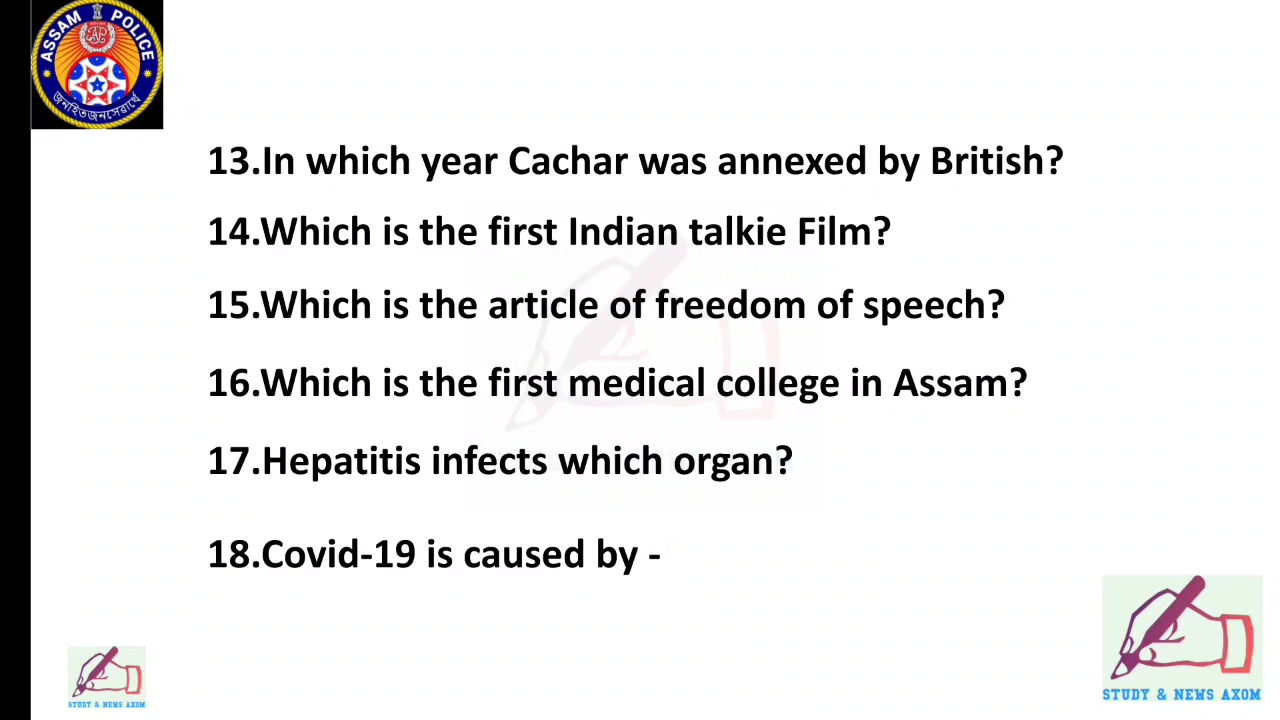 ASSAM POLICE
জনহিতজনসেৱাৰ্থে
13.In which year Cachar was annexed by British?
14.Which is the first Indian talkie Film?
15.Which is the article of freedom of speech?
16.Which is the first medical college in Assam?
17.Hepatitis infects which organ?
18.Covid-19 is caused by -
STUDY & NEWS AXOM
STUDY & NEWS AXOM